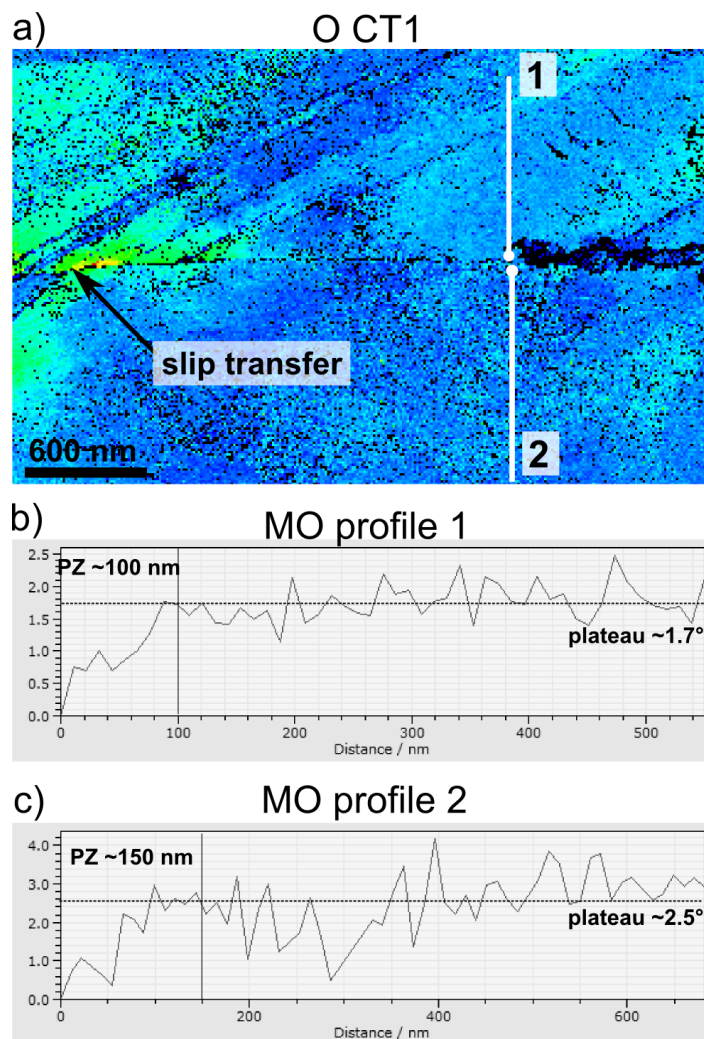 a)
O CT1
1
slip transfer
600 nm
2
b)
MO profile 1
2.5
PZ ~100 nm
2.0
1.5
plateau ~1.7°
1.0
0.5
0.0
0 100 200 300 400 500
Distance / nm
c)
MO profile 2
4.0
PZ ~150 nm
3.0
2.0
plateau ~2.5°
1.0
0.0
0 200 400 600
Distance / nm